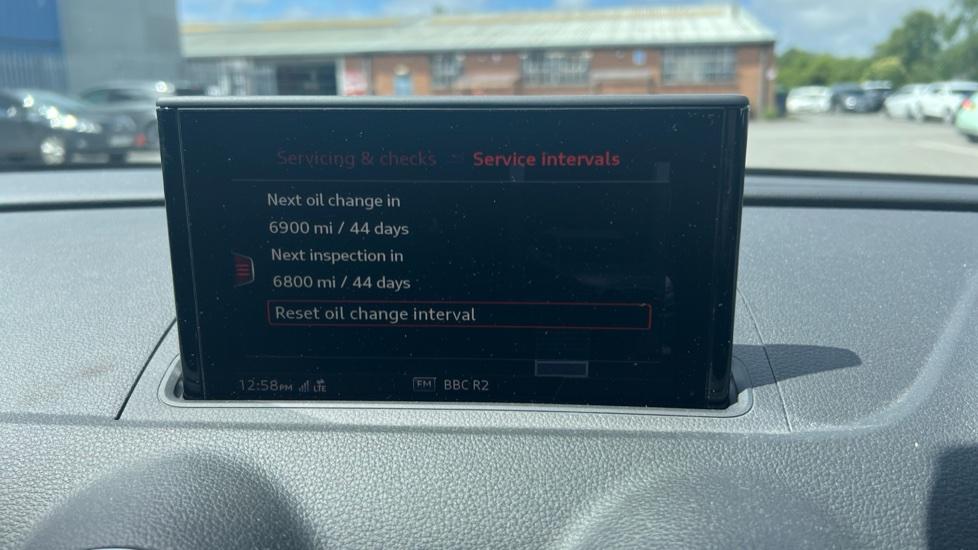 Servicing & checks Service intervals
Next oil change in
6900 mi / 44 days
Next inspection in
6800 mi / 44 days
Reset oil change interval
12:58PM LTE FM BBC R2